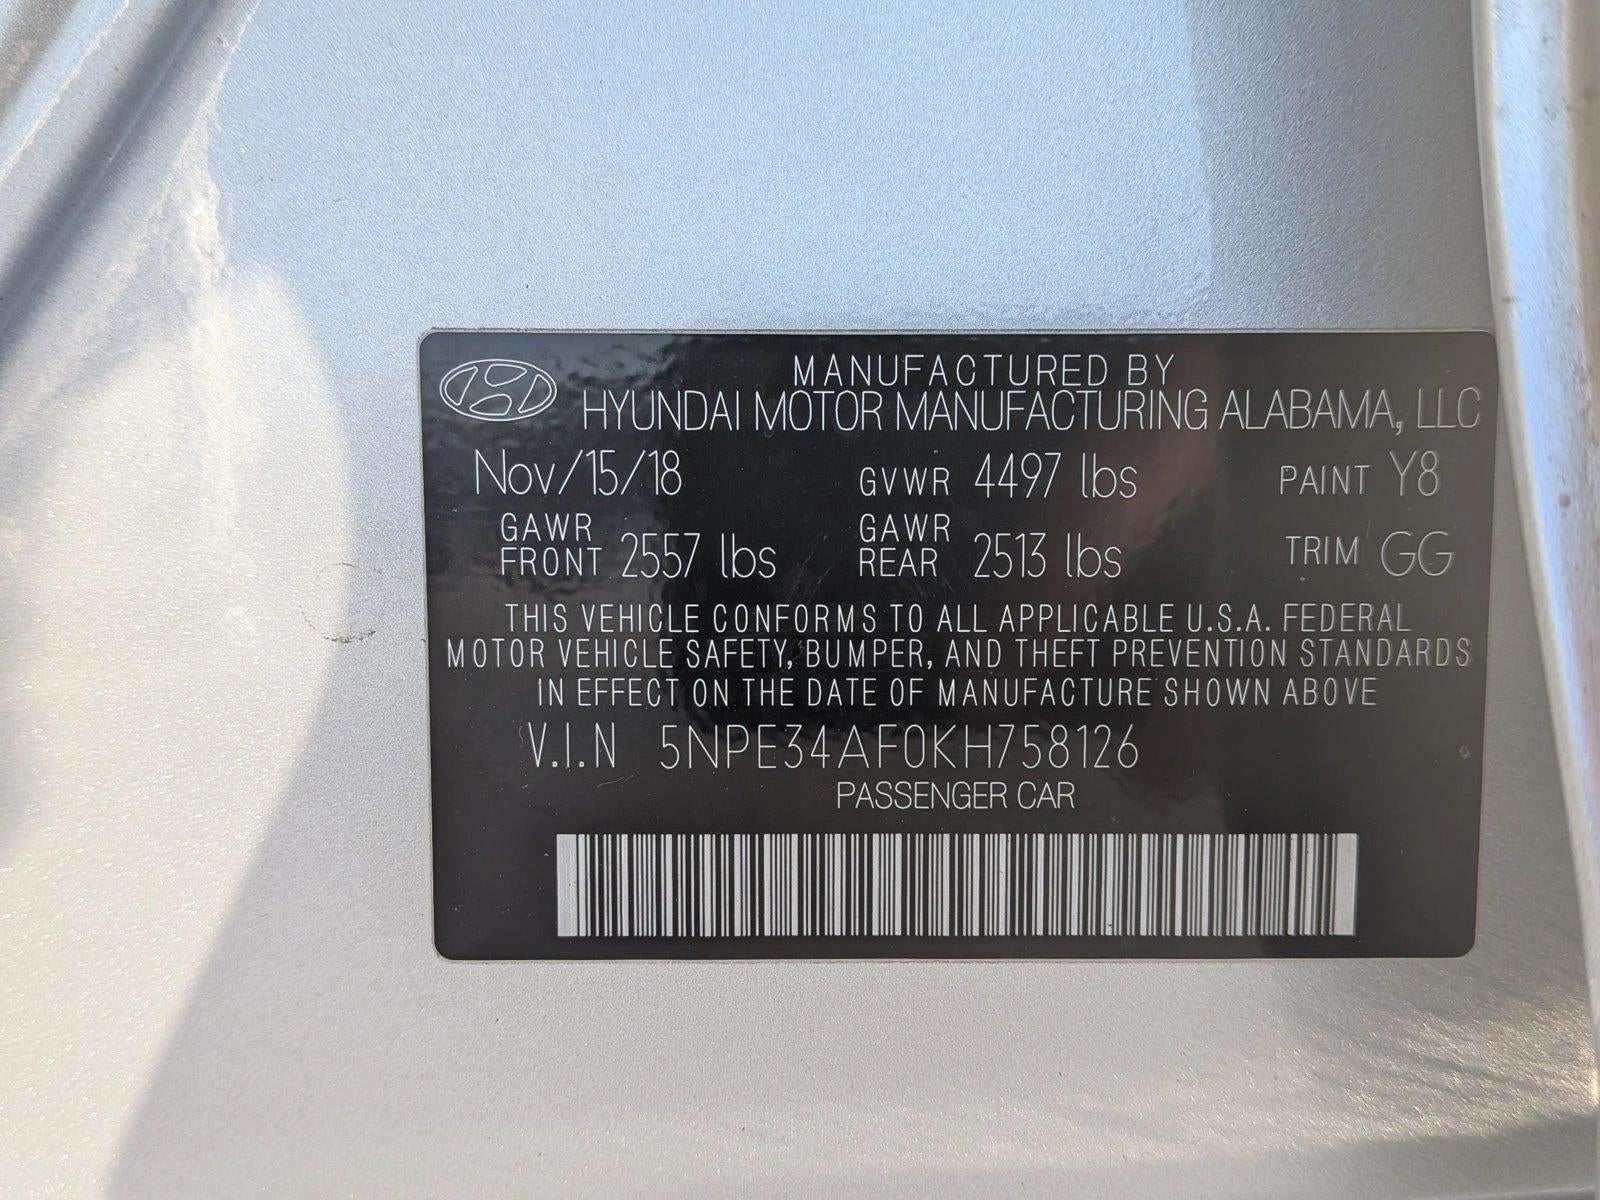 MANUFACTURED BY
HYUNDAI MOTOR MANUFACTURING ALABAMA, LLC
Nov/15/18 GVWR 4497 lbs PAINT Y8
GAWR FRONT 2557 lbs GAWR REAR 2513 lbs TRIM GG
THIS VEHICLE CONFORMS TO ALL APPLICABLE U.S.A. FEDERAL
MOTOR VEHICLE SAFETY, BUMPER, AND THEFT PREVENTION STANDARDS
IN EFFECT ON THE DATE OF MANUFACTURE SHOWN ABOVE
V.I.N 5NPE34AF0KH758126
PASSENGER CAR